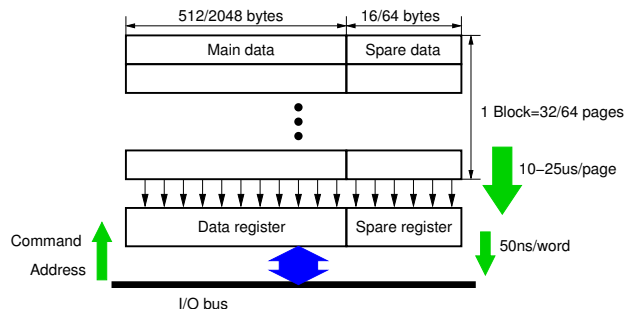 512/2048 bytes
16/64 bytes
Main data
Spare data
1 Block=32/64 pages
10−25us/page
Data register
Spare register
Command
Address
50ns/word
I/O bus